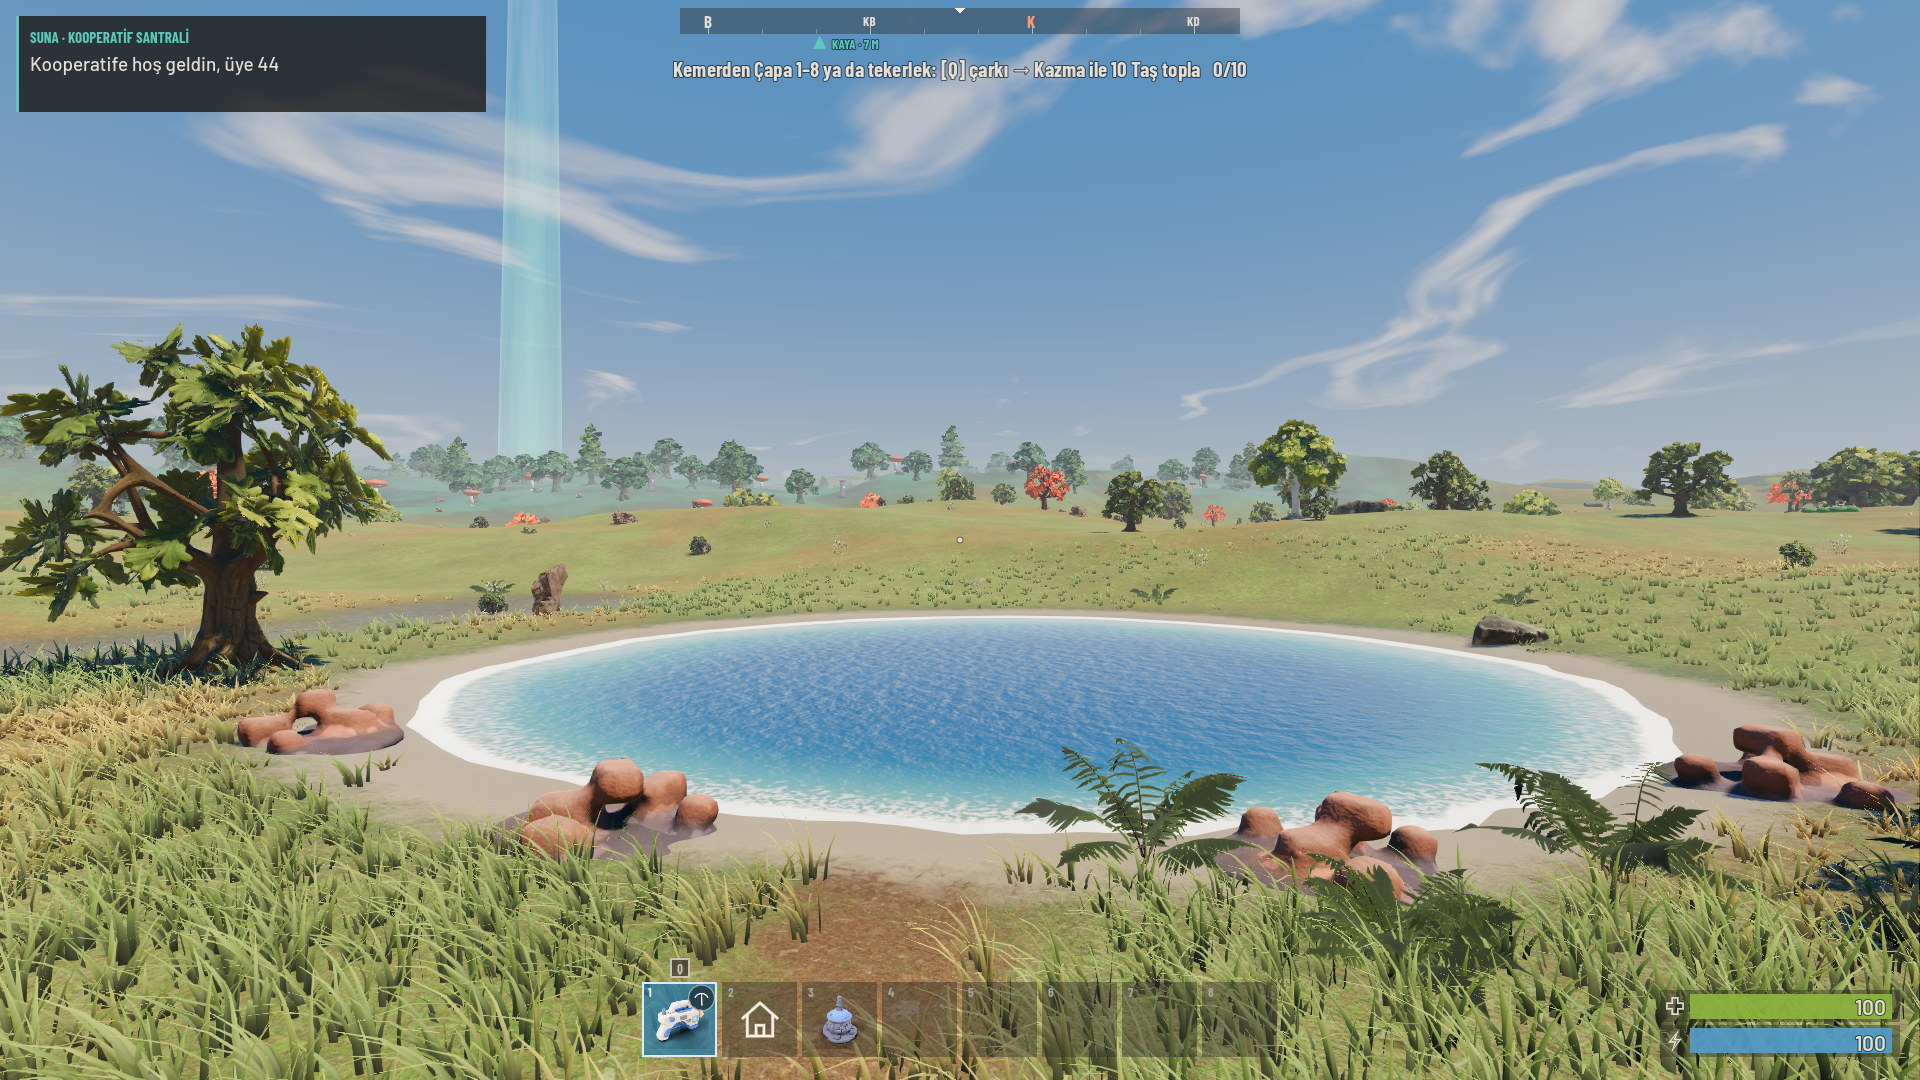 SUNA · KOOPERATİF SANTRALİ
Kooperatife hoş geldin, üye 44
B KB K KD
KAYA · 7 M
Kemerden Çapa 1-8 ya da tekerlek: [Q] çarkı → Kazma ile 10 Taş topla 0/10
Q
1 2 3 4 5 6 7 8
100
100